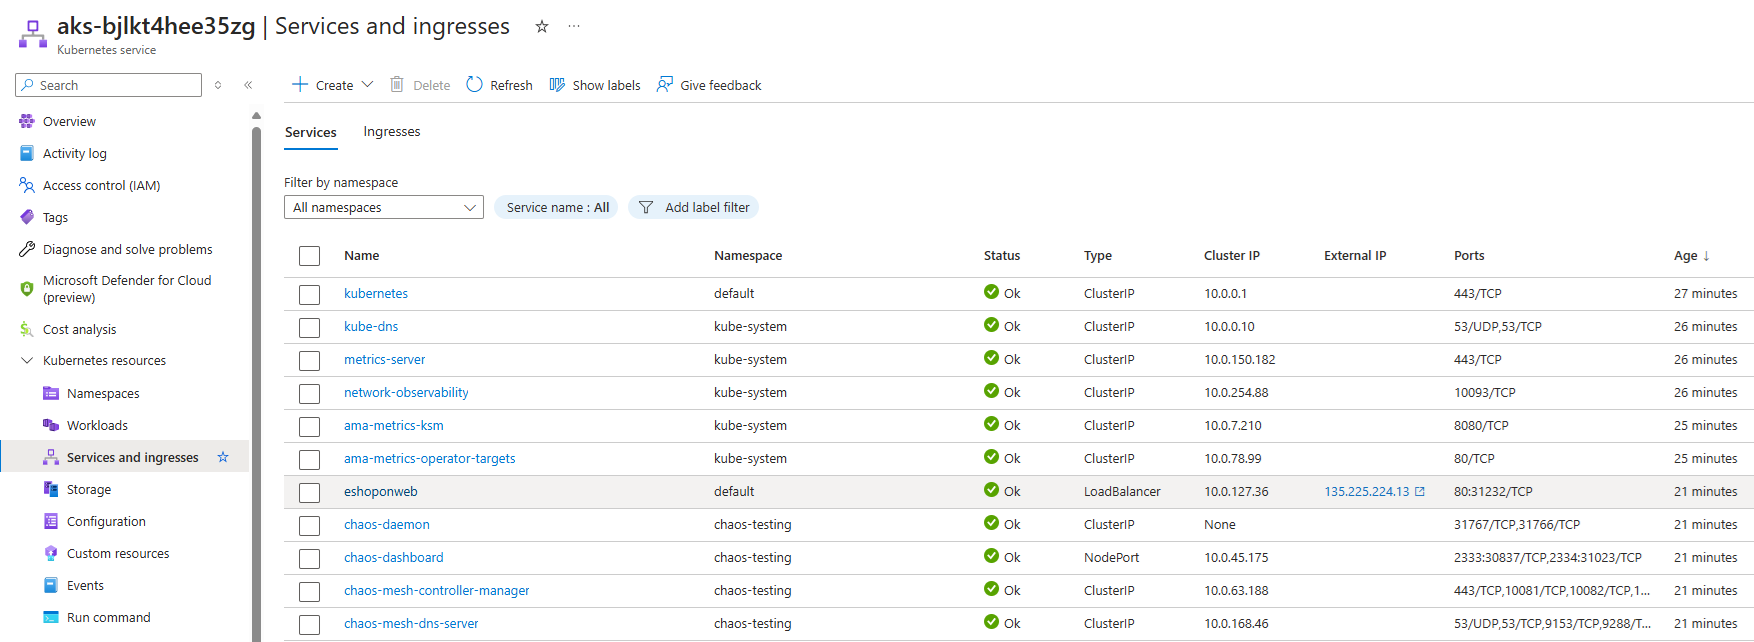 aks-bjlkt4hee35zg | Services and ingresses
Kubernetes service
Search
Overview
Activity log
Access control (IAM)
Tags
Diagnose and solve problems
Microsoft Defender for Cloud
(preview)
Cost analysis
Kubernetes resources
Namespaces
Workloads
Services and ingresses
Storage
Configuration
Custom resources
Events
Run command
Create Delete Refresh Show labels Give feedback
Services Ingresses
Filter by namespace
All namespaces Service name : All Add label filter
Name Namespace Status Type Cluster IP External IP Ports Age ↓
kubernetes default Ok ClusterIP 10.0.0.1 443/TCP 27 minutes
kube-dns kube-system Ok ClusterIP 10.0.0.10 53/UDP,53/TCP 26 minutes
metrics-server kube-system Ok ClusterIP 10.0.150.182 443/TCP 26 minutes
network-observability kube-system Ok ClusterIP 10.0.254.88 10093/TCP 26 minutes
ama-metrics-ksm kube-system Ok ClusterIP 10.0.7.210 8080/TCP 25 minutes
ama-metrics-operator-targets kube-system Ok ClusterIP 10.0.78.99 80/TCP 25 minutes
eshoponweb default Ok LoadBalancer 10.0.127.36 135.225.224.13 80:31232/TCP 21 minutes
chaos-daemon chaos-testing Ok ClusterIP None 31767/TCP,31766/TCP 21 minutes
chaos-dashboard chaos-testing Ok NodePort 10.0.45.175 2333:30837/TCP,2334:31023/TCP 21 minutes
chaos-mesh-controller-manager chaos-testing Ok ClusterIP 10.0.63.188 443/TCP,10081/TCP,10082/TCP,1... 21 minutes
chaos-mesh-dns-server chaos-testing Ok ClusterIP 10.0.168.46 53/UDP,53/TCP,9153/TCP,9288/T... 21 minutes